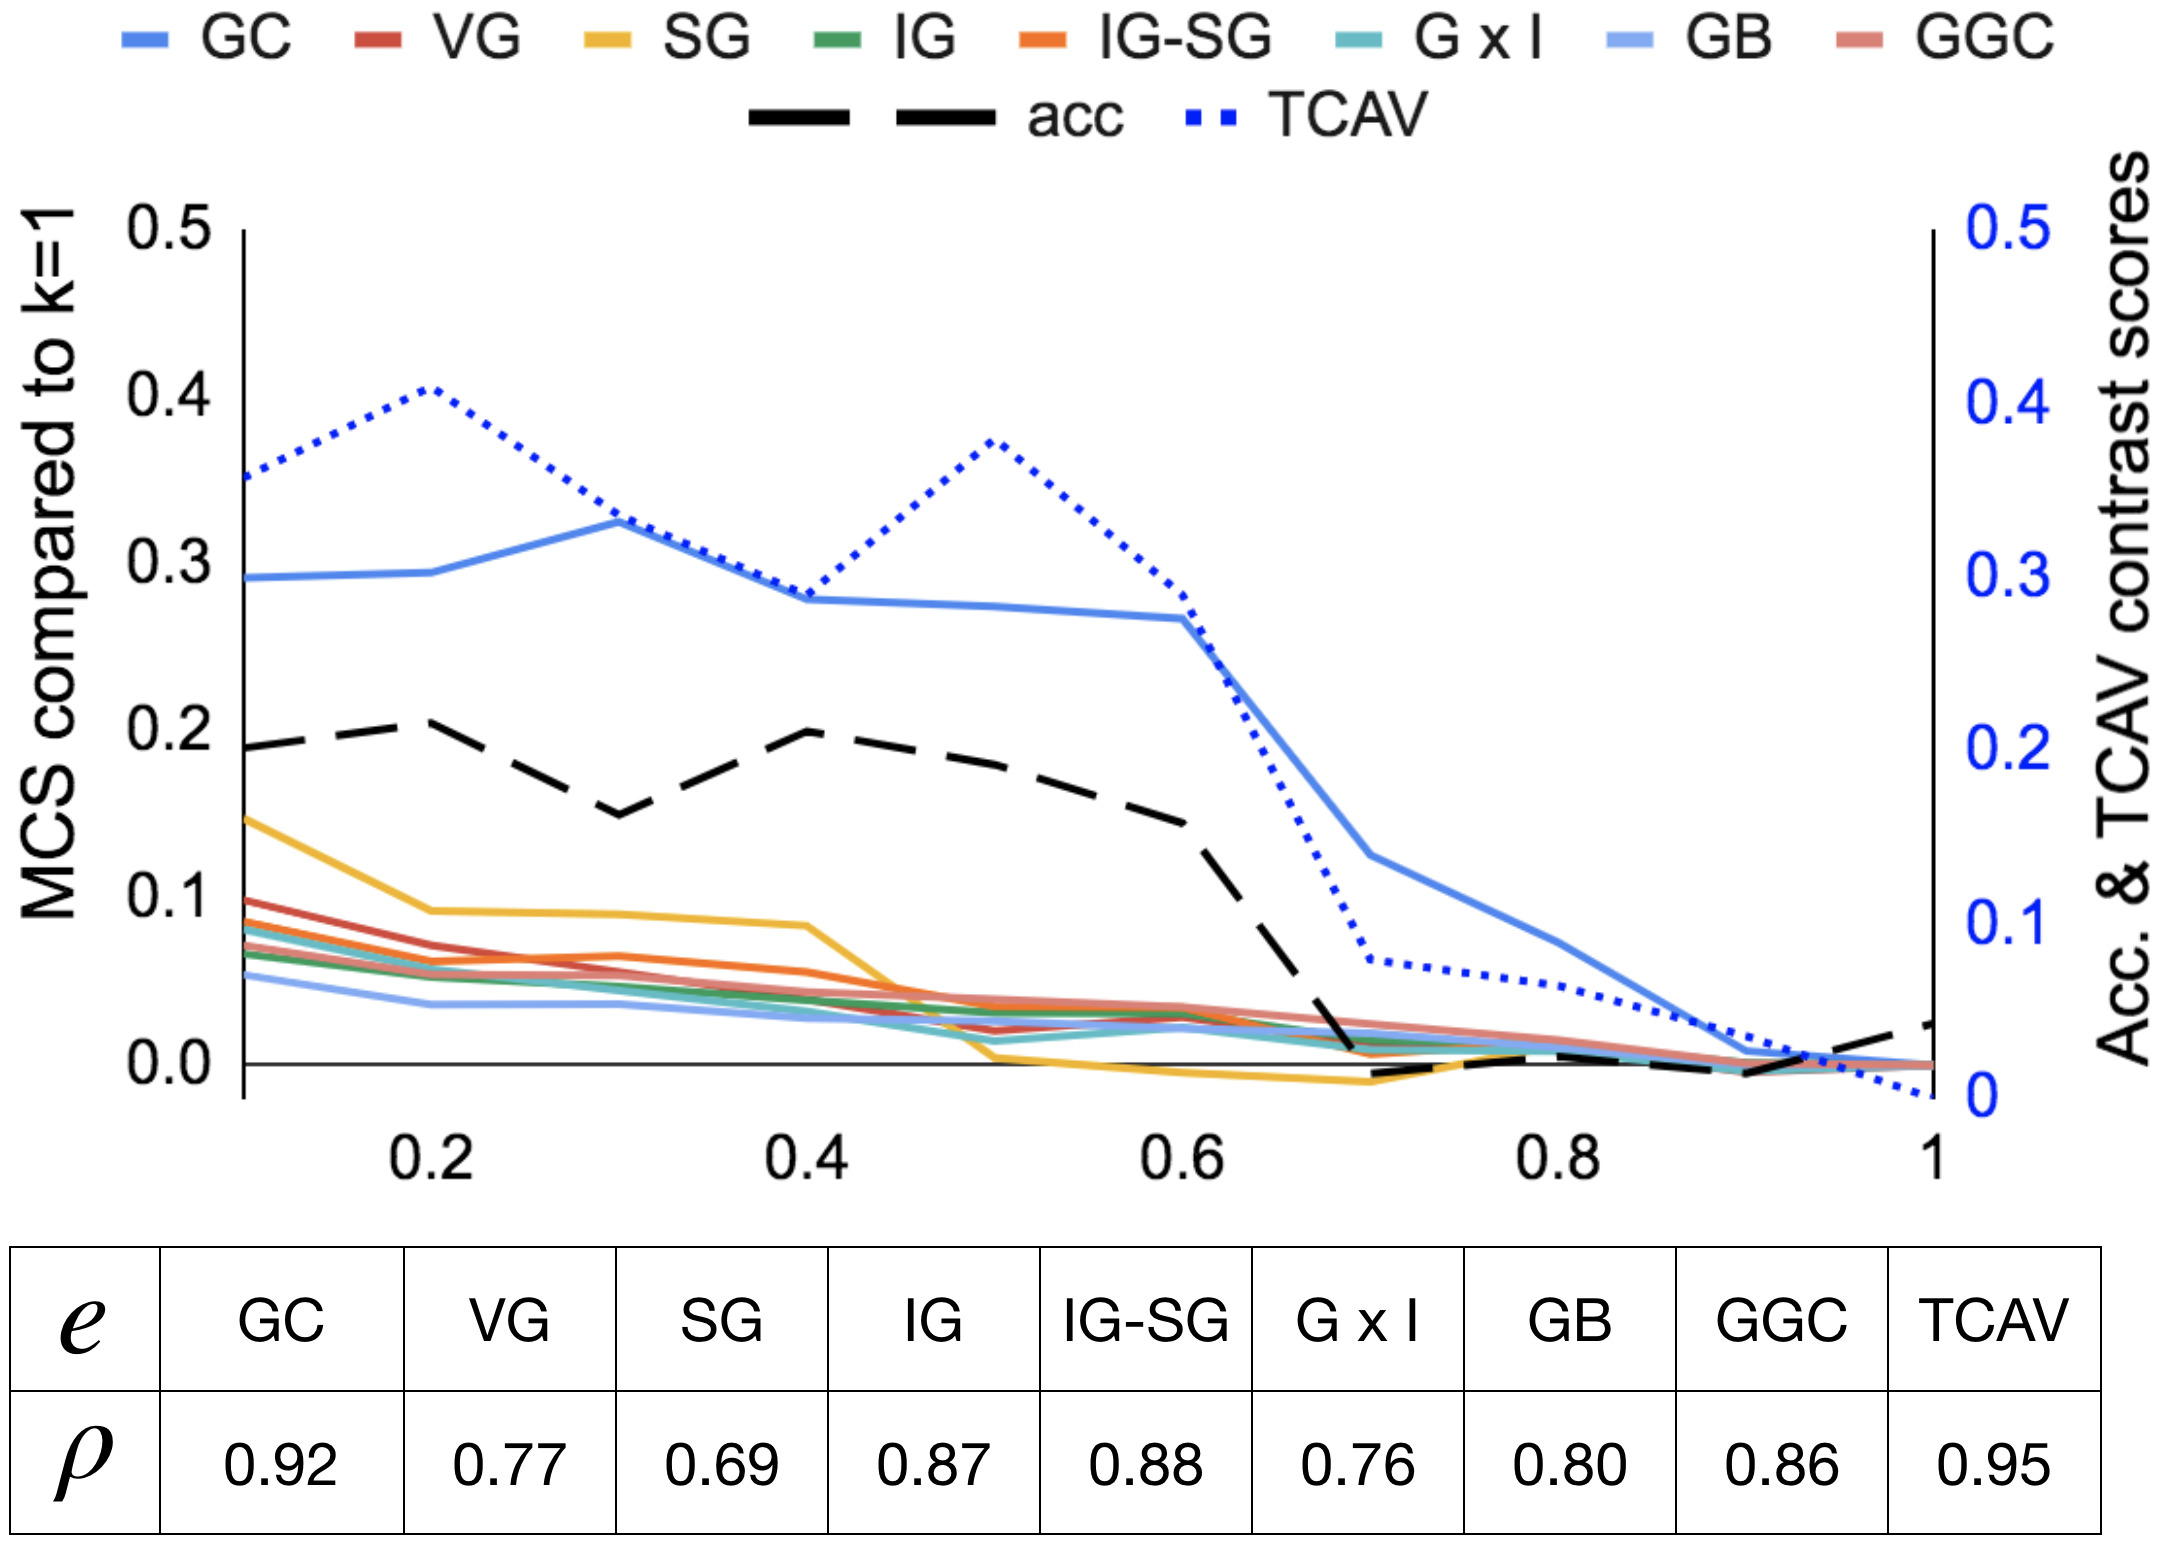 GC VG SG IG IG-SG G x I GB GGC
acc TCAV
MCS compared to k=1
0.5
0.4
0.3
0.2
0.1
0.0
0.5
0.4
0.3
0.2
0.1
0
Acc. & TCAV contrast scores
0.2 0.4 0.6 0.8 1
e GC VG SG IG IG-SG G x I GB GGC TCAV
ρ 0.92 0.77 0.69 0.87 0.88 0.76 0.80 0.86 0.95